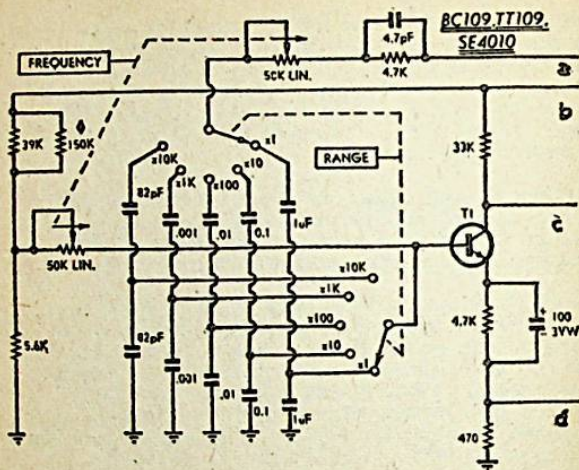 BC109, TT109,
SE4010
4.7pF
FREQUENCY
50K LIN.
4.7K
a
b
x1
39K
150K
x10K
x10
RANGE
33K
x1K
x100
82pF
T1
c
.001
.01
0.1
1uF
50K LIN.
x10K
x1K
4.7K
+
100
3VW
x100
82pF
5.6K
x10
.001
x1
.01
0.1
1uF
d
470